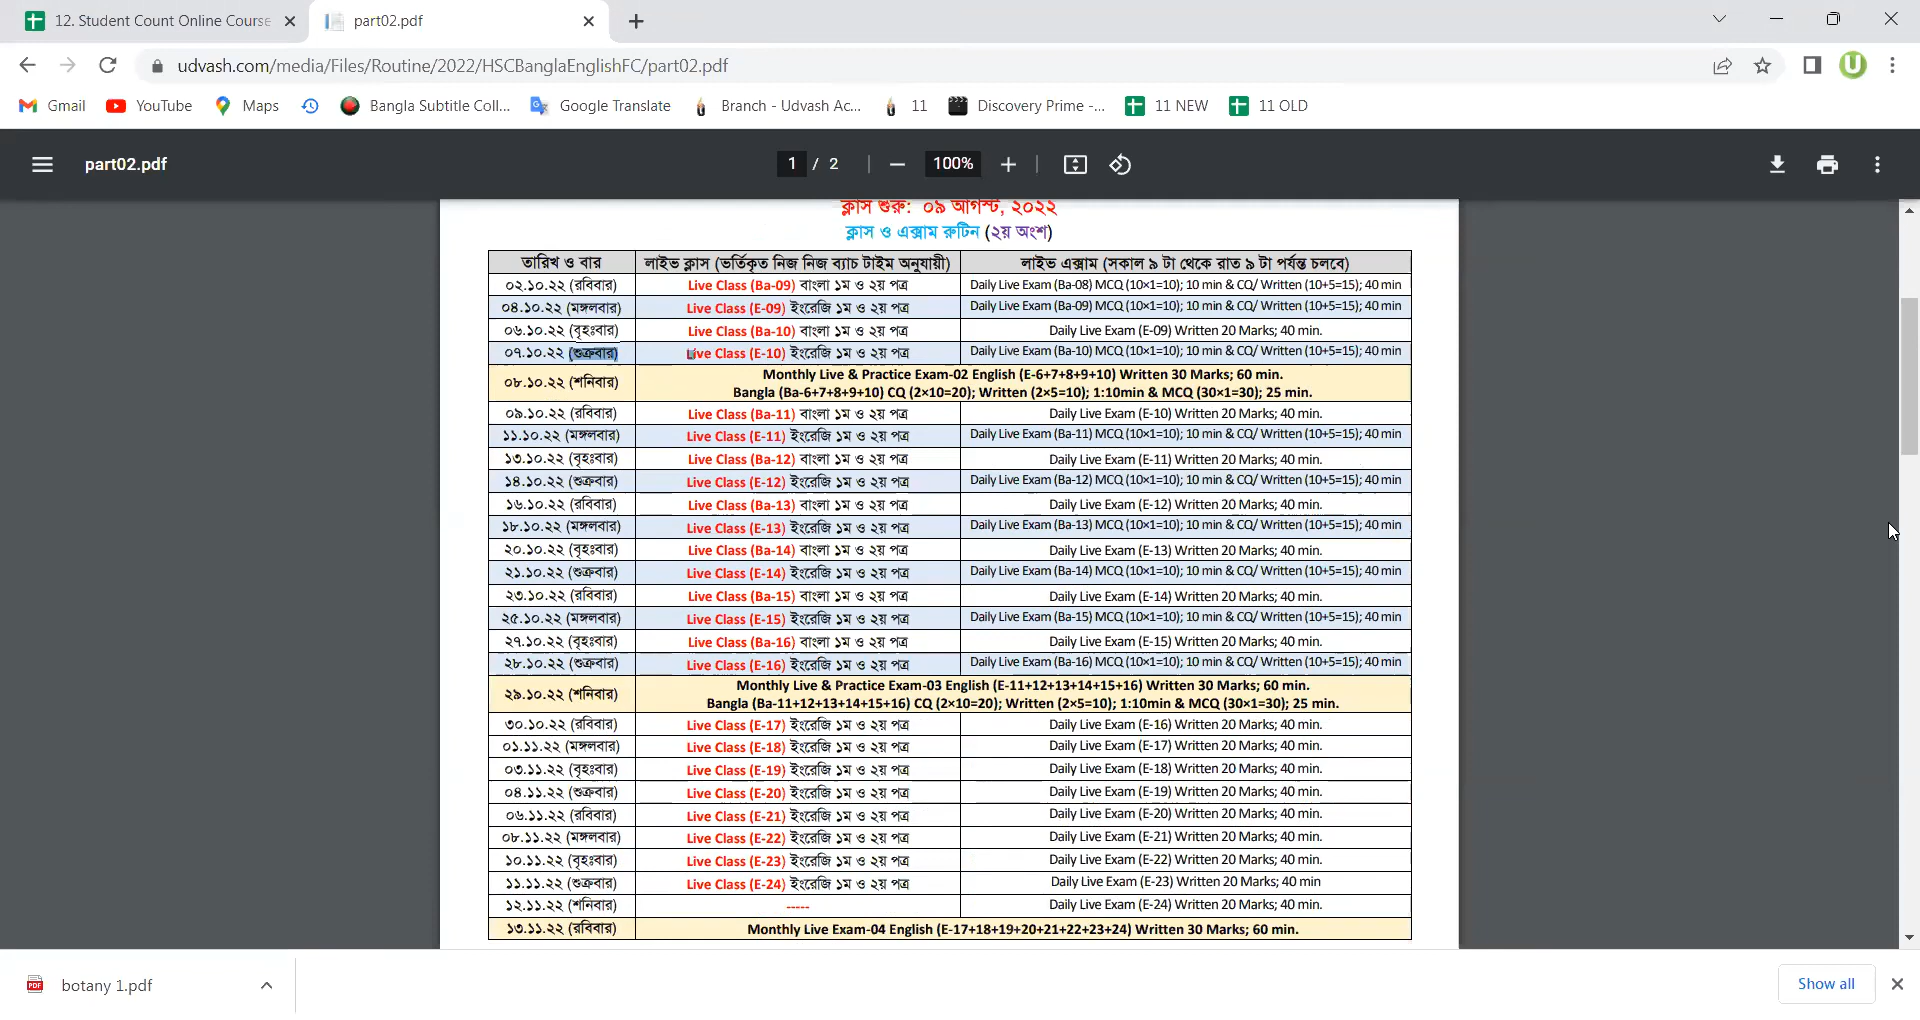 12. Student Count Online Course
part02.pdf
udvash.com/media/Files/Routine/2022/HSCBanglaEnglishFC/part02.pdf
Gmail YouTube Maps Bangla Subtitle Coll... Google Translate Branch - Udvash Ac... 11 Discovery Prime -... 11 NEW 11 OLD
part02.pdf 1 / 2 100%
ক্লাস শুরু: ০৯ আগস্ট, ২০২২
ক্লাস ও এক্সাম রুটিন (২য় অংশ)
তারিখ ও বার লাইভ ক্লাস (ভর্তিকৃত নিজ নিজ ব্যাচ টাইম অনুযায়ী) লাইভ এক্সাম (সকাল ৯ টা থেকে রাত ৯ টা পর্যন্ত চলবে)
০২.১০.২২ (রবিবার) Live Class (Ba-09) বাংলা ১ম ও ২য় পত্র Daily Live Exam (Ba-08) MCQ (10×1=10); 10 min & CQ/ Written (10+5=15); 40 min
০৪.১০.২২ (মঙ্গলবার) Live Class (E-09) ইংরেজি ১ম ও ২য় পত্র Daily Live Exam (Ba-09) MCQ (10×1=10); 10 min & CQ/ Written (10+5=15); 40 min
০৬.১০.২২ (বৃহঃবার) Live Class (Ba-10) বাংলা ১ম ও ২য় পত্র Daily Live Exam (E-09) Written 20 Marks; 40 min.
০৭.১০.২২ (শুক্রবার) Live Class (E-10) ইংরেজি ১ম ও ২য় পত্র Daily Live Exam (Ba-10) MCQ (10×1=10); 10 min & CQ/ Written (10+5=15); 40 min
০৮.১০.২২ (শনিবার) Monthly Live & Practice Exam-02 English (E-6+7+8+9+10) Written 30 Marks; 60 min.
Bangla (Ba-6+7+8+9+10) CQ (2×10=20); Written (2×5=10); 1:10min & MCQ (30×1=30); 25 min.
০৯.১০.২২ (রবিবার) Live Class (Ba-11) বাংলা ১ম ও ২য় পত্র Daily Live Exam (E-10) Written 20 Marks; 40 min.
১১.১০.২২ (মঙ্গলবার) Live Class (E-11) ইংরেজি ১ম ও ২য় পত্র Daily Live Exam (Ba-11) MCQ (10×1=10); 10 min & CQ/ Written (10+5=15); 40 min
১৩.১০.২২ (বৃহঃবার) Live Class (Ba-12) বাংলা ১ম ও ২য় পত্র Daily Live Exam (E-11) Written 20 Marks; 40 min.
১৪.১০.২২ (শুক্রবার) Live Class (E-12) ইংরেজি ১ম ও ২য় পত্র Daily Live Exam (Ba-12) MCQ (10×1=10); 10 min & CQ/ Written (10+5=15); 40 min
১৬.১০.২২ (রবিবার) Live Class (Ba-13) বাংলা ১ম ও ২য় পত্র Daily Live Exam (E-12) Written 20 Marks; 40 min.
১৮.১০.২২ (মঙ্গলবার) Live Class (E-13) ইংরেজি ১ম ও ২য় পত্র Daily Live Exam (Ba-13) MCQ (10×1=10); 10 min & CQ/ Written (10+5=15); 40 min
২০.১০.২২ (বৃহঃবার) Live Class (Ba-14) বাংলা ১ম ও ২য় পত্র Daily Live Exam (E-13) Written 20 Marks; 40 min.
২১.১০.২২ (শুক্রবার) Live Class (E-14) ইংরেজি ১ম ও ২য় পত্র Daily Live Exam (Ba-14) MCQ (10×1=10); 10 min & CQ/ Written (10+5=15); 40 min
২৩.১০.২২ (রবিবার) Live Class (Ba-15) বাংলা ১ম ও ২য় পত্র Daily Live Exam (E-14) Written 20 Marks; 40 min.
২৫.১০.২২ (মঙ্গলবার) Live Class (E-15) ইংরেজি ১ম ও ২য় পত্র Daily Live Exam (Ba-15) MCQ (10×1=10); 10 min & CQ/ Written (10+5=15); 40 min
২৭.১০.২২ (বৃহঃবার) Live Class (Ba-16) বাংলা ১ম ও ২য় পত্র Daily Live Exam (E-15) Written 20 Marks; 40 min.
২৮.১০.২২ (শুক্রবার) Live Class (E-16) ইংরেজি ১ম ও ২য় পত্র Daily Live Exam (Ba-16) MCQ (10×1=10); 10 min & CQ/ Written (10+5=15); 40 min
২৯.১০.২২ (শনিবার) Monthly Live & Practice Exam-03 English (E-11+12+13+14+15+16) Written 30 Marks; 60 min.
Bangla (Ba-11+12+13+14+15+16) CQ (2×10=20); Written (2×5=10); 1:10min & MCQ (30×1=30); 25 min.
৩০.১০.২২ (রবিবার) Live Class (E-17) ইংরেজি ১ম ও ২য় পত্র Daily Live Exam (E-16) Written 20 Marks; 40 min.
০১.১১.২২ (মঙ্গলবার) Live Class (E-18) ইংরেজি ১ম ও ২য় পত্র Daily Live Exam (E-17) Written 20 Marks; 40 min.
০৩.১১.২২ (বৃহঃবার) Live Class (E-19) ইংরেজি ১ম ও ২য় পত্র Daily Live Exam (E-18) Written 20 Marks; 40 min.
০৪.১১.২২ (শুক্রবার) Live Class (E-20) ইংরেজি ১ম ও ২য় পত্র Daily Live Exam (E-19) Written 20 Marks; 40 min.
০৬.১১.২২ (রবিবার) Live Class (E-21) ইংরেজি ১ম ও ২য় পত্র Daily Live Exam (E-20) Written 20 Marks; 40 min.
০৮.১১.২২ (মঙ্গলবার) Live Class (E-22) ইংরেজি ১ম ও ২য় পত্র Daily Live Exam (E-21) Written 20 Marks; 40 min.
১০.১১.২২ (বৃহঃবার) Live Class (E-23) ইংরেজি ১ম ও ২য় পত্র Daily Live Exam (E-22) Written 20 Marks; 40 min.
১১.১১.২২ (শুক্রবার) Live Class (E-24) ইংরেজি ১ম ও ২য় পত্র Daily Live Exam (E-23) Written 20 Marks; 40 min
১২.১১.২২ (শনিবার) ----- Daily Live Exam (E-24) Written 20 Marks; 40 min.
১৩.১১.২২ (রবিবার) Monthly Live Exam-04 English (E-17+18+19+20+21+22+23+24) Written 30 Marks; 60 min.
botany 1.pdf Show all